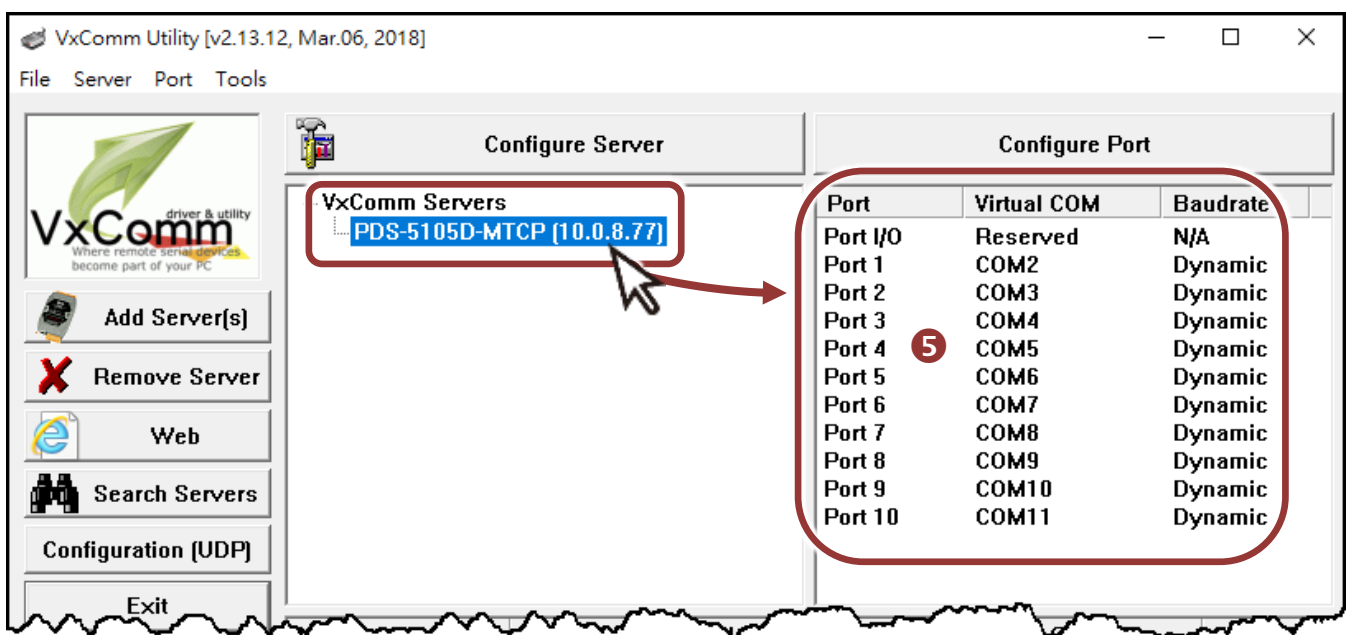 VxComm Utility [v2.13.12, Mar.06, 2018]
File Server Port Tools
VxComm
driver & utility
Where remote serial devices
become part of your PC
Add Server(s)
Remove Server
Web
Search Servers
Configuration (UDP)
Exit
Configure Server
VxComm Servers
PDS-5105D-MTCP (10.0.8.77)
Configure Port
Port Virtual COM Baudrate
Port I/O Reserved N/A
Port 1 COM2 Dynamic
Port 2 COM3 Dynamic
Port 3 COM4 Dynamic
Port 4 5 COM5 Dynamic
Port 5 COM6 Dynamic
Port 6 COM7 Dynamic
Port 7 COM8 Dynamic
Port 8 COM9 Dynamic
Port 9 COM10 Dynamic
Port 10 COM11 Dynamic